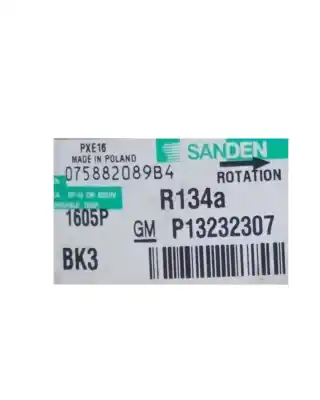 PXE16
MADE IN POLAND
SANDEN
075882089B4
ROTATION
R134a
1605P
GM P13232307
BK3